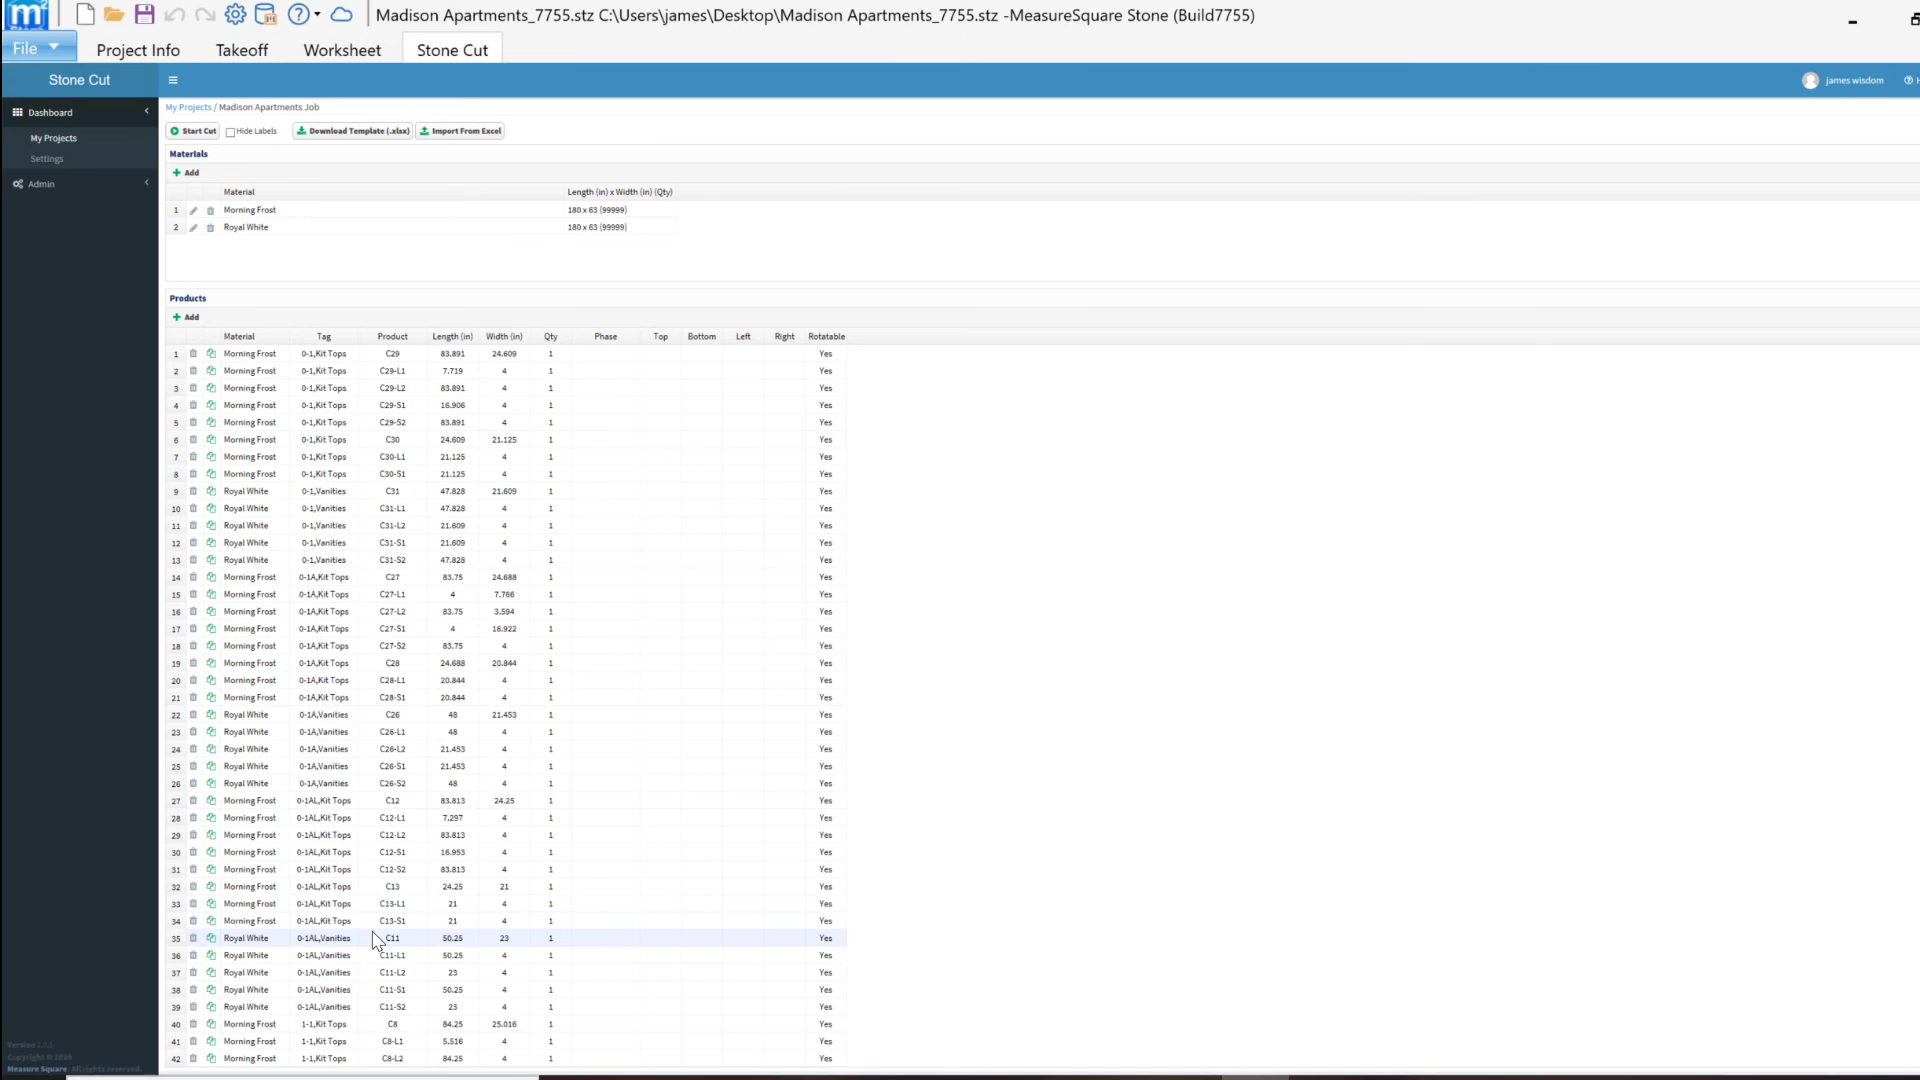 Madison Apartments_7755.stz C:\Users\james\Desktop\Madison Apartments_7755.stz -MeasureSquare Stone (Build7755)
File Project Info Takeoff Worksheet Stone Cut
Stone Cut james wisdom
Dashboard
My Projects
Settings
Admin
My Projects / Madison Apartments Job
Start Cut Hide Labels Download Template (.xlsx) Import From Excel
Materials
Add
Material Length (in) x Width (in) (Qty)
1 Morning Frost 180 x 63 (99999)
2 Royal White 180 x 63 (99999)
Products
Add
Material Tag Product Length (in) Width (in) Qty Phase Top Bottom Left Right Rotatable
1 Morning Frost 0-1,Kit Tops C29 83.891 24.609 1 Yes
2 Morning Frost 0-1,Kit Tops C29-L1 7.719 4 1 Yes
3 Morning Frost 0-1,Kit Tops C29-L2 83.891 4 1 Yes
4 Morning Frost 0-1,Kit Tops C29-S1 16.906 4 1 Yes
5 Morning Frost 0-1,Kit Tops C29-S2 83.891 4 1 Yes
6 Morning Frost 0-1,Kit Tops C30 24.609 21.125 1 Yes
7 Morning Frost 0-1,Kit Tops C30-L1 21.125 4 1 Yes
8 Morning Frost 0-1,Kit Tops C30-S1 21.125 4 1 Yes
9 Royal White 0-1,Vanities C31 47.828 21.609 1 Yes
10 Royal White 0-1,Vanities C31-L1 47.828 4 1 Yes
11 Royal White 0-1,Vanities C31-L2 21.609 4 1 Yes
12 Royal White 0-1,Vanities C31-S1 21.609 4 1 Yes
13 Royal White 0-1,Vanities C31-S2 47.828 4 1 Yes
14 Morning Frost 0-1A,Kit Tops C27 83.75 24.688 1 Yes
15 Morning Frost 0-1A,Kit Tops C27-L1 4 7.766 1 Yes
16 Morning Frost 0-1A,Kit Tops C27-L2 83.75 3.594 1 Yes
17 Morning Frost 0-1A,Kit Tops C27-S1 4 16.922 1 Yes
18 Morning Frost 0-1A,Kit Tops C27-S2 83.75 4 1 Yes
19 Morning Frost 0-1A,Kit Tops C28 24.688 20.844 1 Yes
20 Morning Frost 0-1A,Kit Tops C28-L1 20.844 4 1 Yes
21 Morning Frost 0-1A,Kit Tops C28-S1 20.844 4 1 Yes
22 Royal White 0-1A,Vanities C26 48 21.453 1 Yes
23 Royal White 0-1A,Vanities C26-L1 48 4 1 Yes
24 Royal White 0-1A,Vanities C26-L2 21.453 4 1 Yes
25 Royal White 0-1A,Vanities C26-S1 21.453 4 1 Yes
26 Royal White 0-1A,Vanities C26-S2 48 4 1 Yes
27 Morning Frost 0-1AL,Kit Tops C12 83.813 24.25 1 Yes
28 Morning Frost 0-1AL,Kit Tops C12-L1 7.297 4 1 Yes
29 Morning Frost 0-1AL,Kit Tops C12-L2 83.813 4 1 Yes
30 Morning Frost 0-1AL,Kit Tops C12-S1 16.953 4 1 Yes
31 Morning Frost 0-1AL,Kit Tops C12-S2 83.813 4 1 Yes
32 Morning Frost 0-1AL,Kit Tops C13 24.25 21 1 Yes
33 Morning Frost 0-1AL,Kit Tops C13-L1 21 4 1 Yes
34 Morning Frost 0-1AL,Kit Tops C13-S1 21 4 1 Yes
35 Royal White 0-1AL,Vanities C11 50.25 23 1 Yes
36 Royal White 0-1AL,Vanities C11-L1 50.25 4 1 Yes
37 Royal White 0-1AL,Vanities C11-L2 23 4 1 Yes
38 Royal White 0-1AL,Vanities C11-S1 50.25 4 1 Yes
39 Royal White 0-1AL,Vanities C11-S2 23 4 1 Yes
40 Morning Frost 1-1,Kit Tops C8 84.25 25.016 1 Yes
41 Morning Frost 1-1,Kit Tops C8-L1 5.516 4 1 Yes
42 Morning Frost 1-1,Kit Tops C8-L2 84.25 4 1 Yes
Measure Square. All rights reserved.